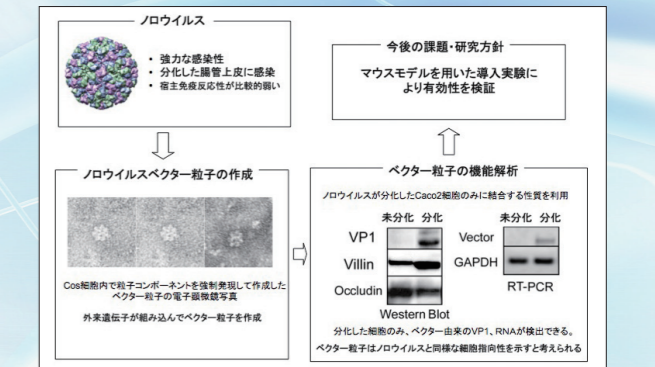 ノロウイルス
・ 強力な感染性
・ 分化した腸管上皮に感染
・ 宿主免疫反応性が比較的弱い
ノロウイルスベクター粒子の作成
Cos細胞内で粒子コンポーネントを強制発現して作成した
ベクター粒子の電子顕微鏡写真
外来遺伝子が組み込んでベクター粒子を作成
今後の課題・研究方針
マウスモデルを用いた導入実験に
より有効性を検証
ベクター粒子の機能解析
ノロウイルスが分化したCaco2細胞のみに結合する性質を利用
未分化 分化
VP1
Villin
Occludin
Western Blot
未分化 分化
Vector
GAPDH
RT-PCR
分化した細胞のみ、ベクター由来のVP1、RNAが検出できる。
ベクター粒子はノロウイルスと同様な細胞指向性を示すと考えられる